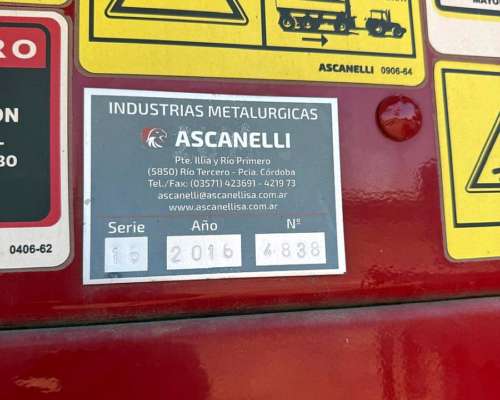 MAYO
ASCANELLI 0906-64
RO
ION
L-
30
0406-62
INDUSTRIAS METALURGICAS
ASCANELLI
Pte. Illia y Río Primero
(5850) Río Tercero - Pcia. Córdoba
Tel./Fax: (03571) 423691 - 4219 73
ascanelli@ascanellisa.com.ar
www.ascanellisa.com.ar
Serie Año Nº
16 2016 4838